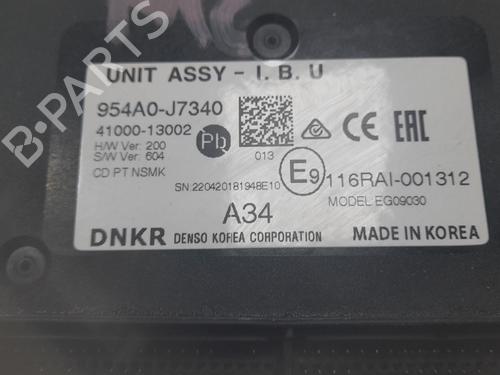 B-PARTS
UNIT ASSY - I. B. U
954A0-J7340
41000-13002
H/W Ver: 200
S/W Ver: 604
CD PT NSMK
Pb
013
CE EAC
SN:220420181948E10
E9
116RAI-001312
MODEL EG09030
A34
DNKR DENSO KOREA CORPORATION
MADE IN KOREA